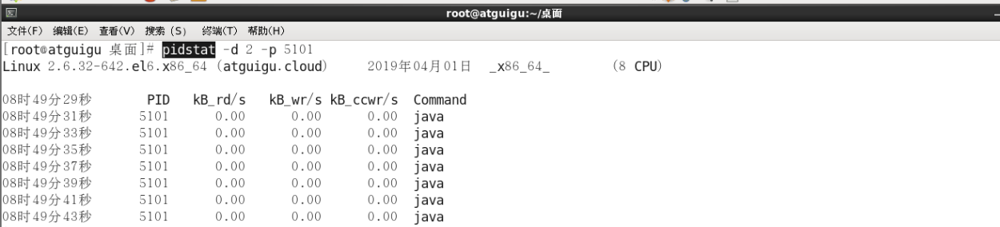 root@atguigu:~/桌面
文件(F) 编辑(E) 查看(V) 搜索 (S) 终端(T) 帮助(H)
[root@atguigu 桌面]# pidstat -d 2 -p 5101
Linux 2.6.32-642.el6.x86_64 (atguigu.cloud) 2019年04月01日 _x86_64_ (8 CPU)
08时49分29秒 PID kB_rd/s kB_wr/s kB_ccwr/s Command
08时49分31秒 5101 0.00 0.00 0.00 java
08时49分33秒 5101 0.00 0.00 0.00 java
08时49分35秒 5101 0.00 0.00 0.00 java
08时49分37秒 5101 0.00 0.00 0.00 java
08时49分39秒 5101 0.00 0.00 0.00 java
08时49分41秒 5101 0.00 0.00 0.00 java
08时49分43秒 5101 0.00 0.00 0.00 java